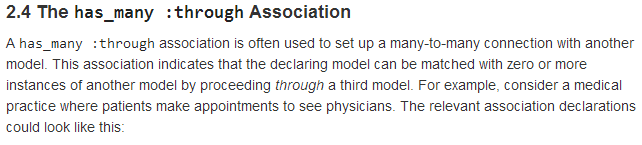 2.4 The has_many :through Association
A has_many :through association is often used to set up a many-to-many connection with another
model. This association indicates that the declaring model can be matched with zero or more
instances of another model by proceeding through a third model. For example, consider a medical
practice where patients make appointments to see physicians. The relevant association declarations
could look like this: